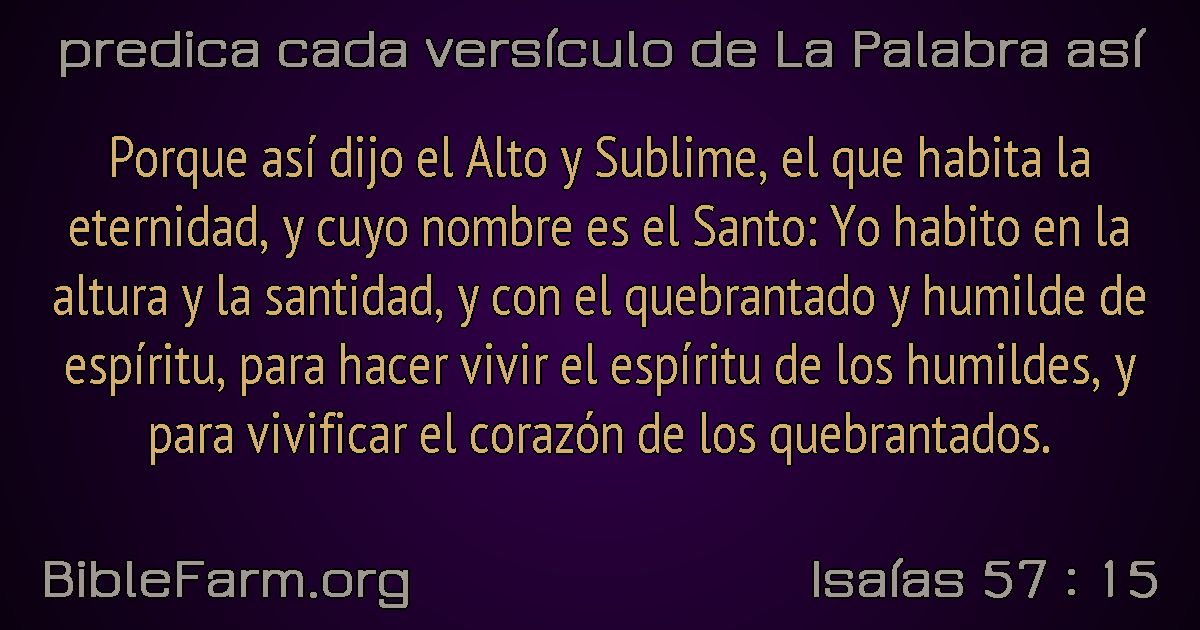 predica cada versículo de La Palabra así
Porque así dijo el Alto y Sublime, el que habita la
eternidad, y cuyo nombre es el Santo: Yo habito en la
altura y la santidad, y con el quebrantado y humilde de
espíritu, para hacer vivir el espíritu de los humildes, y
para vivificar el corazón de los quebrantados.
BibleFarm.org
Isaías 57 : 15